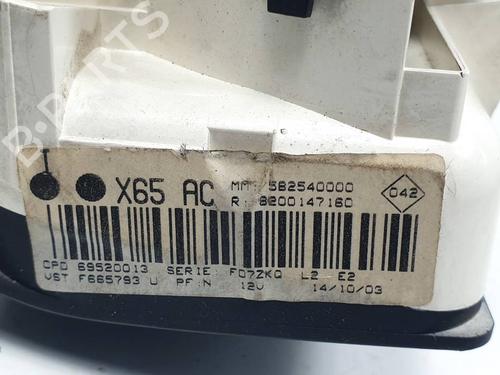 X65 AC MM: 582540000
R: 8200147160
042
CPD 69520013 SERIE: F07ZKQ L2 E2
VST F665793 U PF:N 12V 14/10/03
B-PARTS